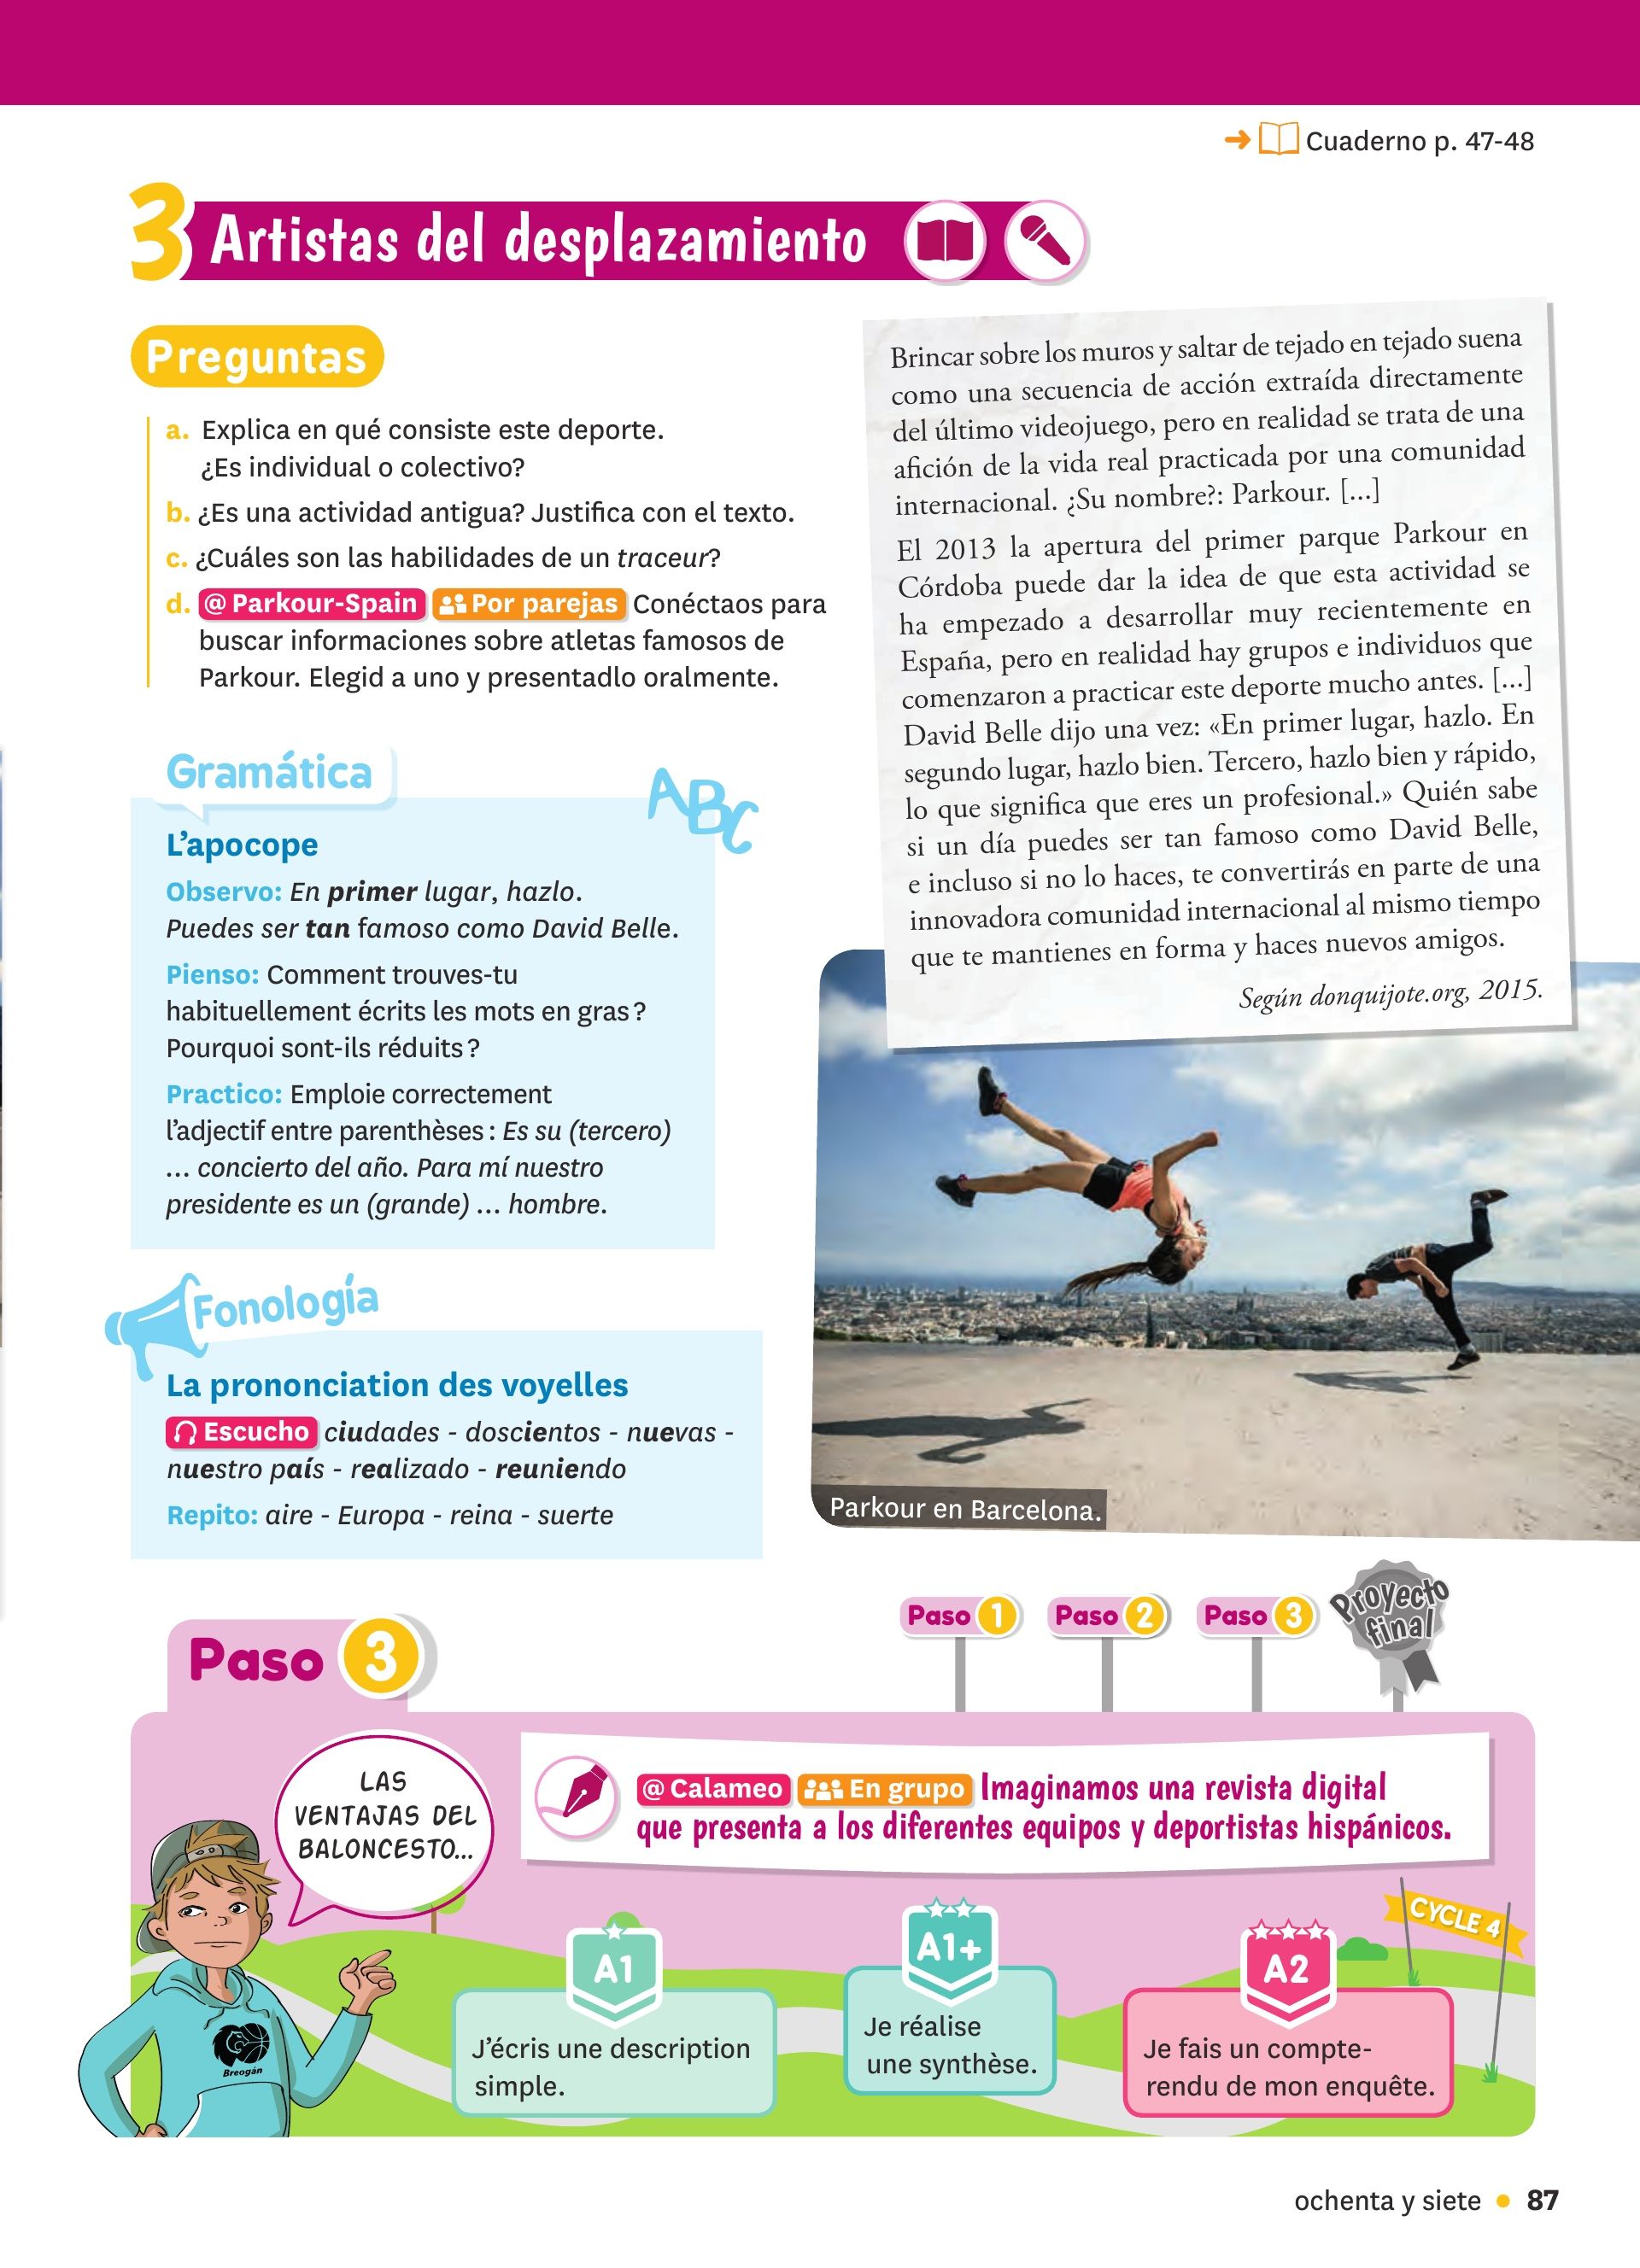 Cuaderno p. 47-48
3 Artistas del desplazamiento
Preguntas
a. Explica en qué consiste este deporte.
¿Es individual o colectivo?
b. ¿Es una actividad antigua? Justifica con el texto.
c. ¿Cuáles son las habilidades de un traceur?
d. @ Parkour-Spain Por parejas Conéctaos para
buscar informaciones sobre atletas famosos de
Parkour. Elegid a uno y presentadlo oralmente.
Brincar sobre los muros y saltar de tejado en tejado suena
como una secuencia de acción extraída directamente
del último videojuego, pero en realidad se trata de una
afición de la vida real practicada por una comunidad
internacional. ¿Su nombre?: Parkour. [...]
El 2013 la apertura del primer parque Parkour en
Córdoba puede dar la idea de que esta actividad se
ha empezado a desarrollar muy recientemente en
España, pero en realidad hay grupos e individuos que
comenzaron a practicar este deporte mucho antes. [...]
David Belle dijo una vez: «En primer lugar, hazlo. En
segundo lugar, hazlo bien. Tercero, hazlo bien y rápido,
lo que significa que eres un profesional.» Quién sabe
si un día puedes ser tan famoso como David Belle,
e incluso si no lo haces, te convertirás en parte de una
innovadora comunidad internacional al mismo tiempo
que te mantienes en forma y haces nuevos amigos.
Según donquijote.org, 2015.
Gramática
ABC
L'apocope
Observo: En primer lugar, hazlo.
Puedes ser tan famoso como David Belle.
Pienso: Comment trouves-tu
habituellement écrits les mots en gras ?
Pourquoi sont-ils réduits ?
Practico: Emploie correctement
l'adjectif entre parenthèses : Es su (tercero)
... concierto del año. Para mí nuestro
presidente es un (grande) ... hombre.
Fonología
La prononciation des voyelles
Escucho ciudades - doscientos - nuevas -
nuestro país - realizado - reuniendo
Repito: aire - Europa - reina - suerte
Parkour en Barcelona.
Paso 1
Paso 2
Paso 3
Proyecto
final
Paso 3
LAS
VENTAJAS DEL
BALONCESTO...
@ Calameo En grupo Imaginamos una revista digital
que presenta a los diferentes equipos y deportistas hispánicos.
CYCLE 4
Breogán
A1
J'écris une description
simple.
A1+
Je réalise
une synthèse.
A2
Je fais un compte-
rendu de mon enquête.
ochenta y siete • 87